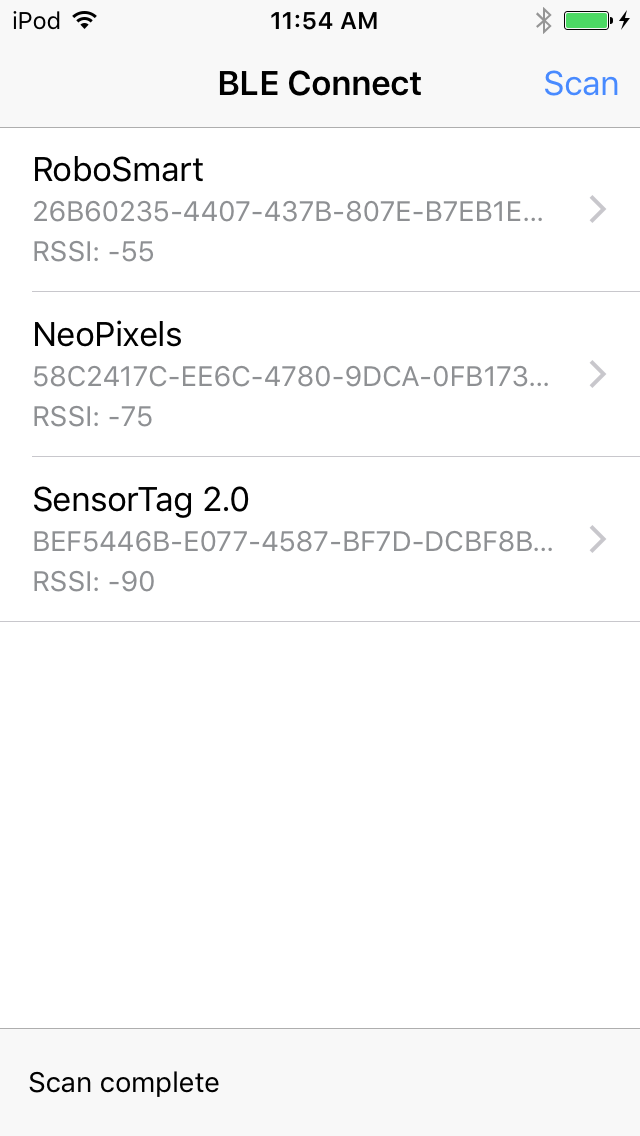 iPod 11:54 AM
BLE Connect Scan
RoboSmart
26B60235-4407-437B-807E-B7EB1E...
RSSI: -55
NeoPixels
58C2417C-EE6C-4780-9DCA-0FB173...
RSSI: -75
SensorTag 2.0
BEF5446B-E077-4587-BF7D-DCBF8B...
RSSI: -90
Scan complete